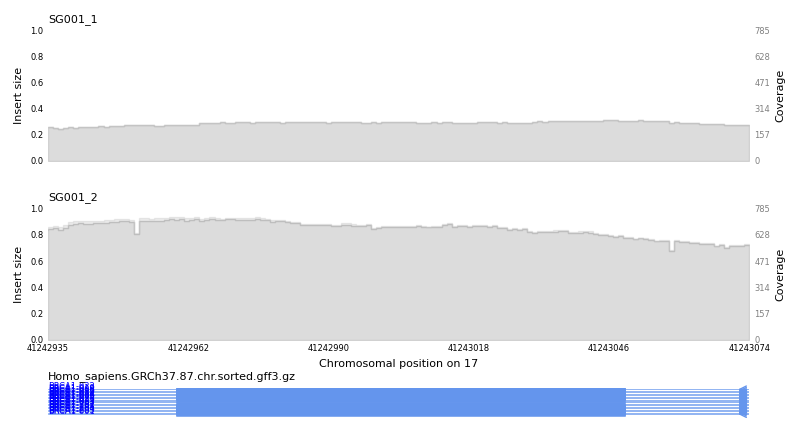 SG001_1
1.0 785
0.8 628
0.6 471
0.4 314
0.2 157
0.0 0
Insert size
Coverage
SG001_2
1.0 785
0.8 628
0.6 471
0.4 314
0.2 157
0.0 0
Insert size
Coverage
41242935 41242962 41242990 41243018 41243046 41243074
Chromosomal position on 17
Homo_sapiens.GRCh37.87.chr.sorted.gff3.gz